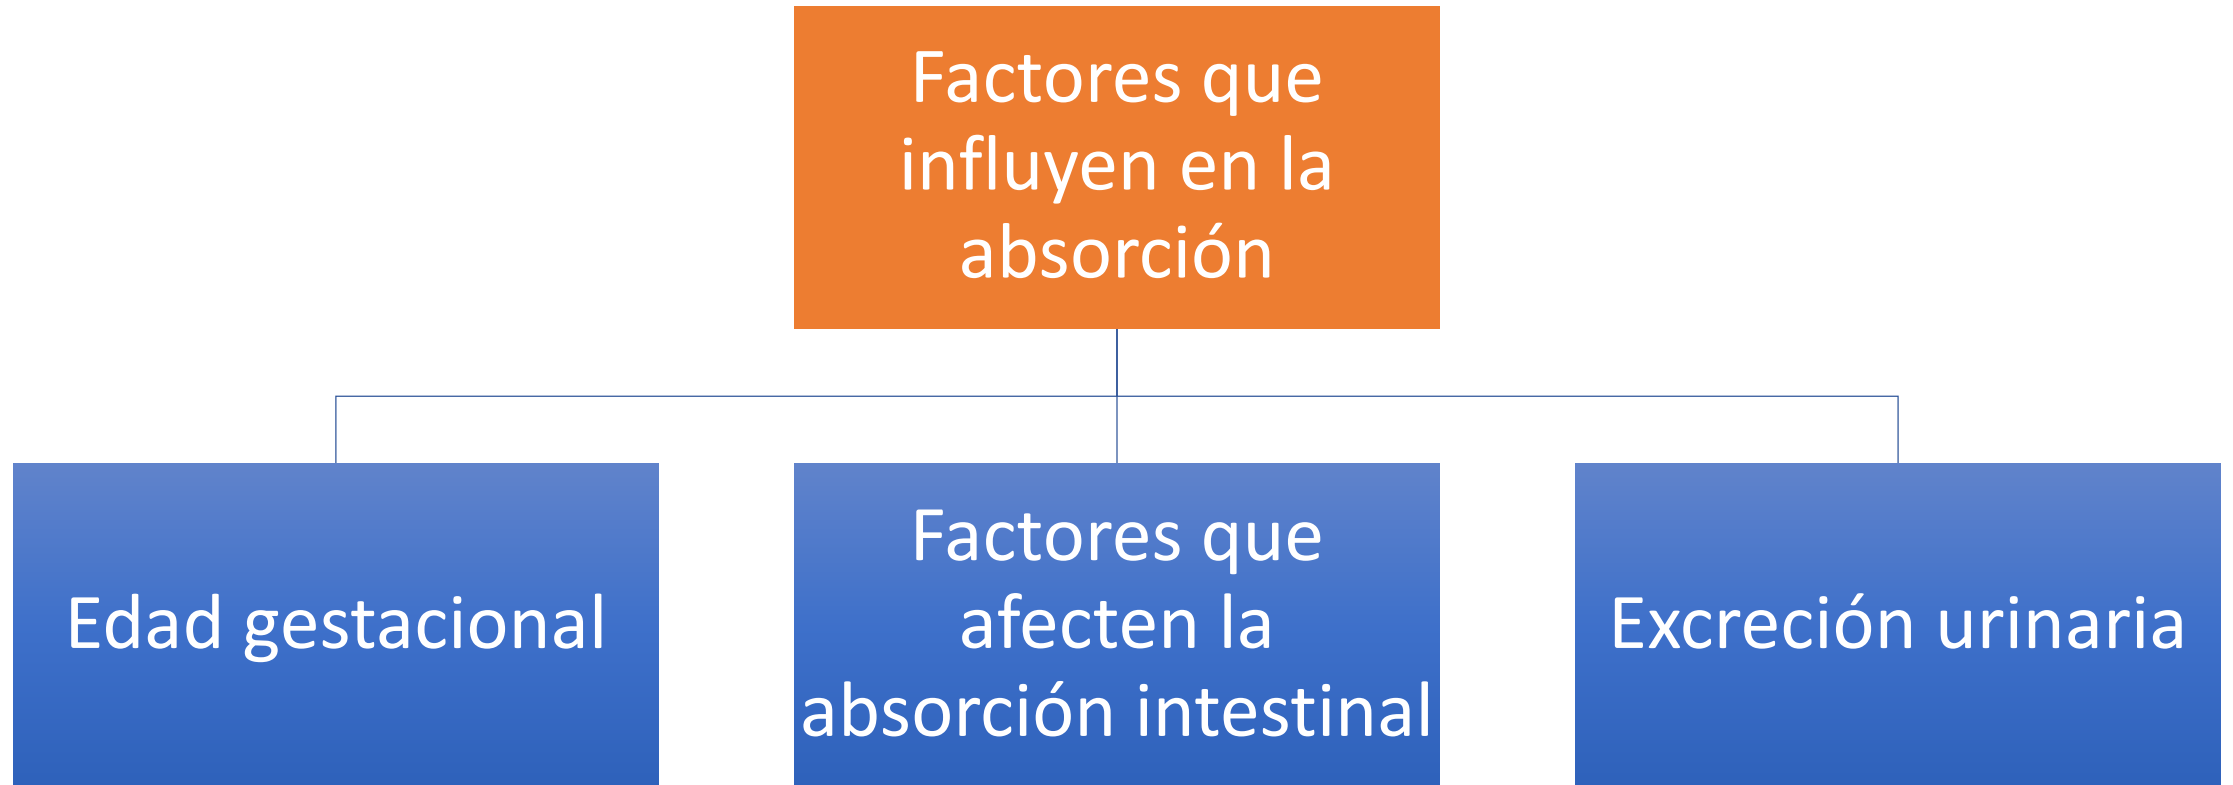 Factores que
influyen en la
absorción
Edad gestacional
Factores que
afecten la
absorción intestinal
Excreción urinaria